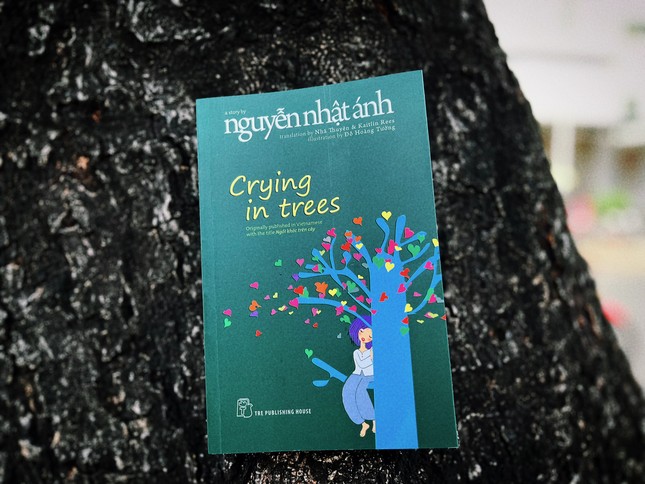 a story by
nguyễn nhật ánh
translation by Nhã Thuyên & Kaitlin Rees
illustration by Đỗ Hoàng Tường
Crying
in trees
Originally published in Vietnamese
with the title Ngồi khóc trên cây
TRE PUBLISHING HOUSE